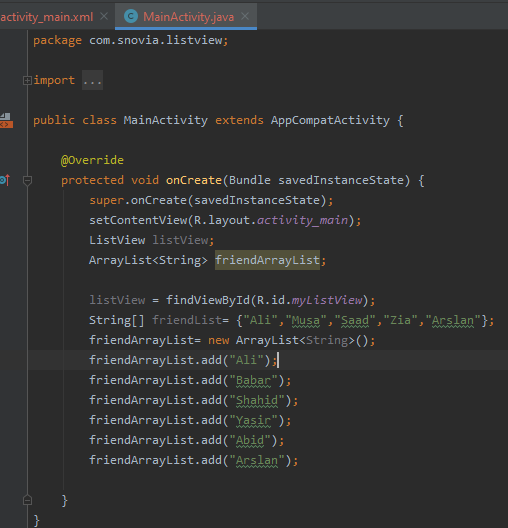 activity_main.xml × C MainActivity.java ×
package com.snovia.listview;
import ...
public class MainActivity extends AppCompatActivity {
@Override
protected void onCreate(Bundle savedInstanceState) {
super.onCreate(savedInstanceState);
setContentView(R.layout.activity_main);
ListView listView;
ArrayList<String> friendArrayList;
listView = findViewById(R.id.myListView);
String[] friendList= {"Ali","Musa","Saad","Zia","Arslan"};
friendArrayList= new ArrayList<String>();
friendArrayList.add("Ali");
friendArrayList.add("Babar");
friendArrayList.add("Shahid");
friendArrayList.add("Yasir");
friendArrayList.add("Abid");
friendArrayList.add("Arslan");
}
}